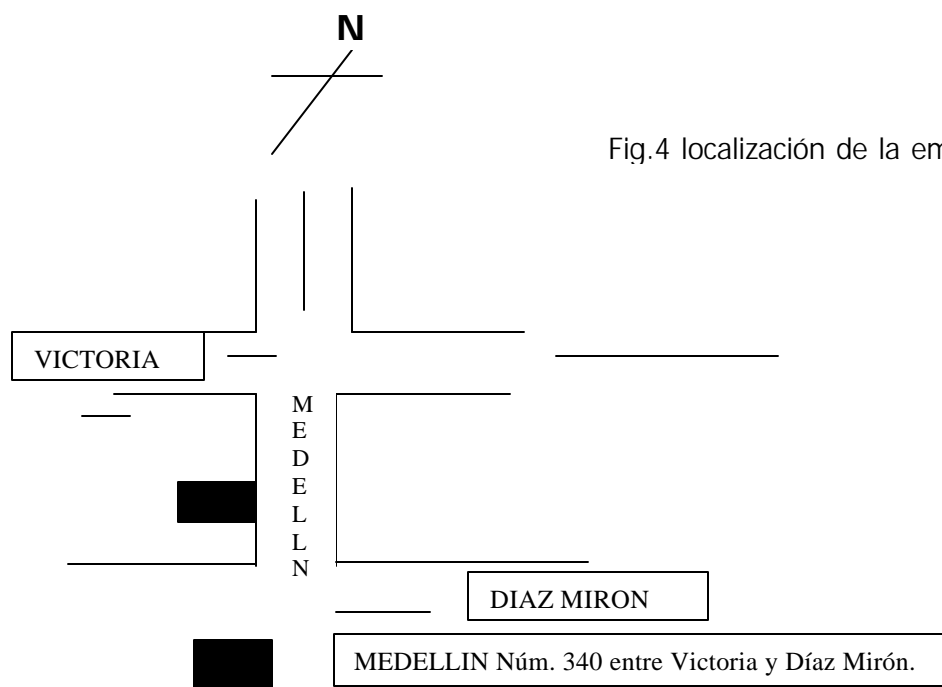 N
Fig.4 localización de la em
VICTORIA
M
E
D
E
L
L
N
DIAZ MIRON
MEDELLIN Núm. 340 entre Victoria y Díaz Mirón.